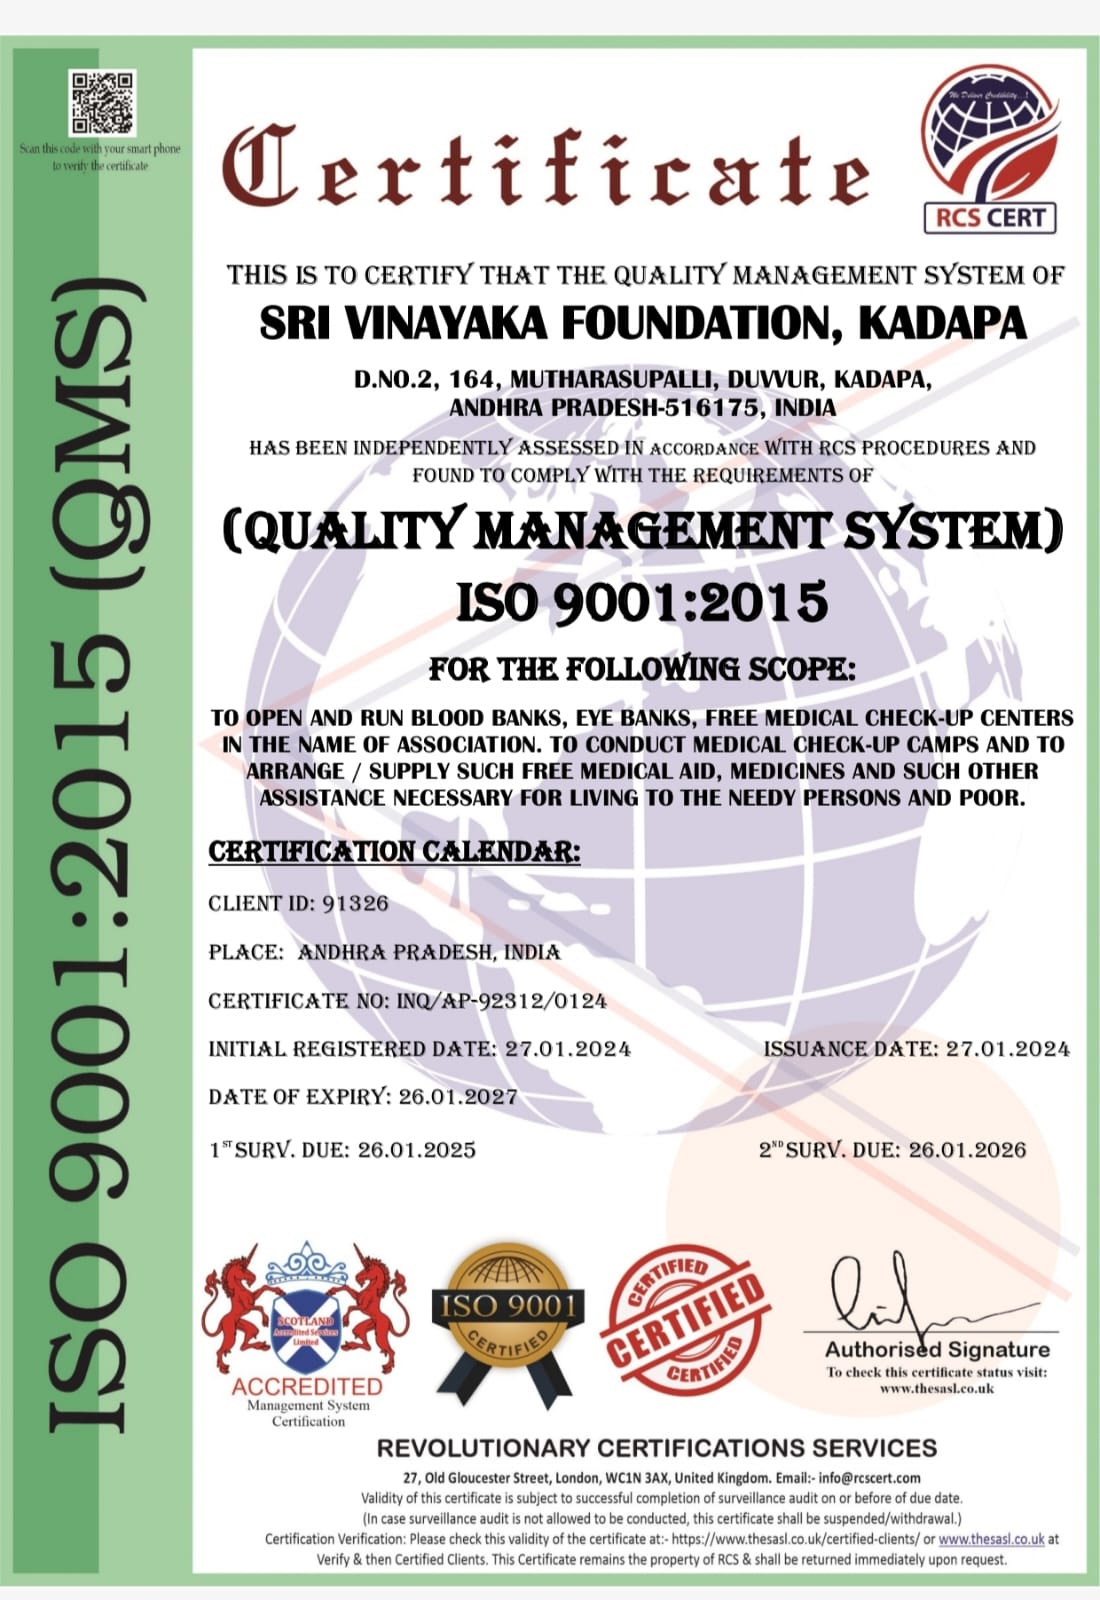 Scan this code with your smart phone
to verify the certificate
ISO 9001:2015 (QMS)
Certificate
We Deliver Credibility...!
RCS CERT
THIS IS TO CERTIFY THAT THE QUALITY MANAGEMENT SYSTEM OF
SRI VINAYAKA FOUNDATION, KADAPA
D.NO.2, 164, MUTHARASUPALLI, DUVVUR, KADAPA,
ANDHRA PRADESH-516175, INDIA
HAS BEEN INDEPENDENTLY ASSESSED IN ACCORDANCE WITH RCS PROCEDURES AND
FOUND TO COMPLY WITH THE REQUIREMENTS OF
(QUALITY MANAGEMENT SYSTEM)
ISO 9001:2015
FOR THE FOLLOWING SCOPE:
TO OPEN AND RUN BLOOD BANKS, EYE BANKS, FREE MEDICAL CHECK-UP CENTERS
IN THE NAME OF ASSOCIATION. TO CONDUCT MEDICAL CHECK-UP CAMPS AND TO
ARRANGE / SUPPLY SUCH FREE MEDICAL AID, MEDICINES AND SUCH OTHER
ASSISTANCE NECESSARY FOR LIVING TO THE NEEDY PERSONS AND POOR.
CERTIFICATION CALENDAR:
CLIENT ID: 91326
PLACE: ANDHRA PRADESH, INDIA
CERTIFICATE NO: INQ/AP-92312/0124
INITIAL REGISTERED DATE: 27.01.2024 ISSUANCE DATE: 27.01.2024
DATE OF EXPIRY: 26.01.2027
1ST SURV. DUE: 26.01.2025 2ND SURV. DUE: 26.01.2026
SCOTLAND
Accredited Services
Limited
ACCREDITED
Management System
Certification
ISO 9001
CERTIFIED
CERTIFIED
CERTIFIED
CERTIFIED
Authorised Signature
To check this certificate status visit:
www.thesasl.co.uk
REVOLUTIONARY CERTIFICATIONS SERVICES
27, Old Gloucester Street, London, WC1N 3AX, United Kingdom. Email:- info@rcscert.com
Validity of this certificate is subject to successful completion of surveillance audit on or before of due date.
(In case surveillance audit is not allowed to be conducted, this certificate shall be suspended/withdrawal.)
Certification Verification: Please check this validity of the certificate at:- https://www.thesasl.co.uk/certified-clients/ or www.thesasl.co.uk at
Verify & then Certified Clients. This Certificate remains the property of RCS & shall be returned immediately upon request.